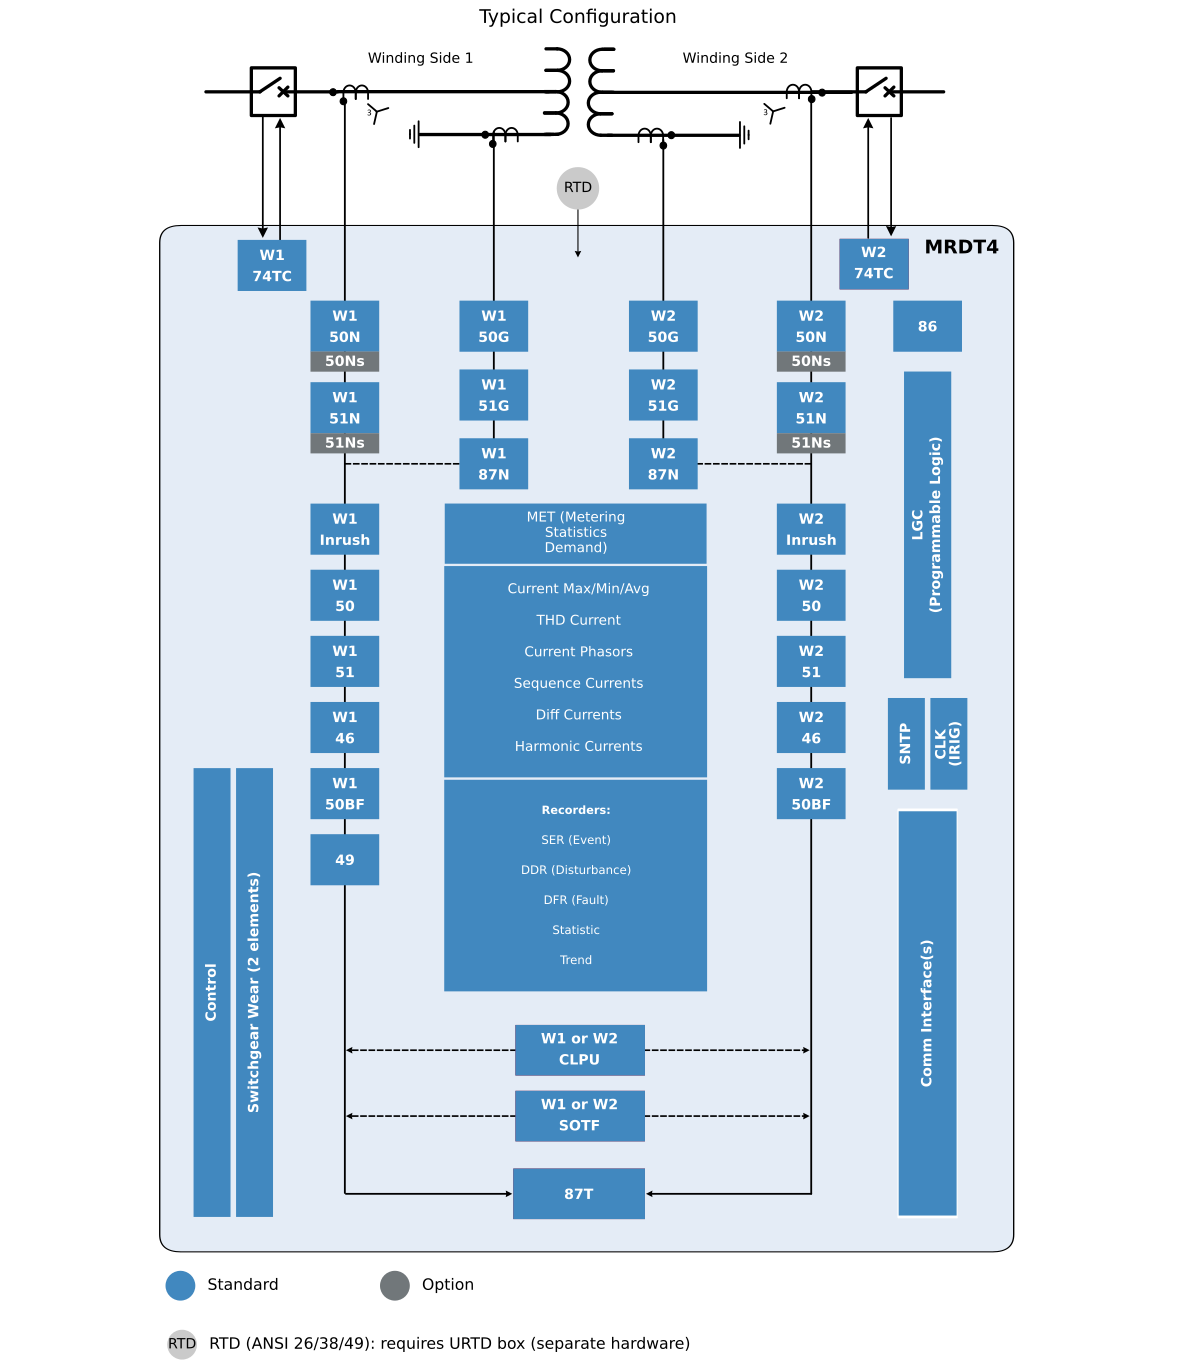 Typical Configuration
Winding Side 1
Winding Side 2
3
3
RTD
MRDT4
W1
74TC
W2
74TC
W1
50N
50Ns
W1
50G
W2
50G
W2
50N
50Ns
86
W1
51N
51Ns
W1
51G
W2
51G
W2
51N
51Ns
W1
87N
W2
87N
LGC
(Programmable Logic)
W1
Inrush
MET (Metering
Statistics
Demand)
W2
Inrush
W1
50
Current Max/Min/Avg
THD Current
Current Phasors
Sequence Currents
Diff Currents
Harmonic Currents
W2
50
W1
51
W2
51
W1
46
W2
46
SNTP
CLK
(IRIG)
W1
50BF
W2
50BF
49
Recorders:
SER (Event)
DDR (Disturbance)
DFR (Fault)
Statistic
Trend
Control
Switchgear Wear (2 elements)
Comm Interface(s)
W1 or W2
CLPU
W1 or W2
SOTF
87T
Standard
Option
RTD
RTD (ANSI 26/38/49): requires URTD box (separate hardware)